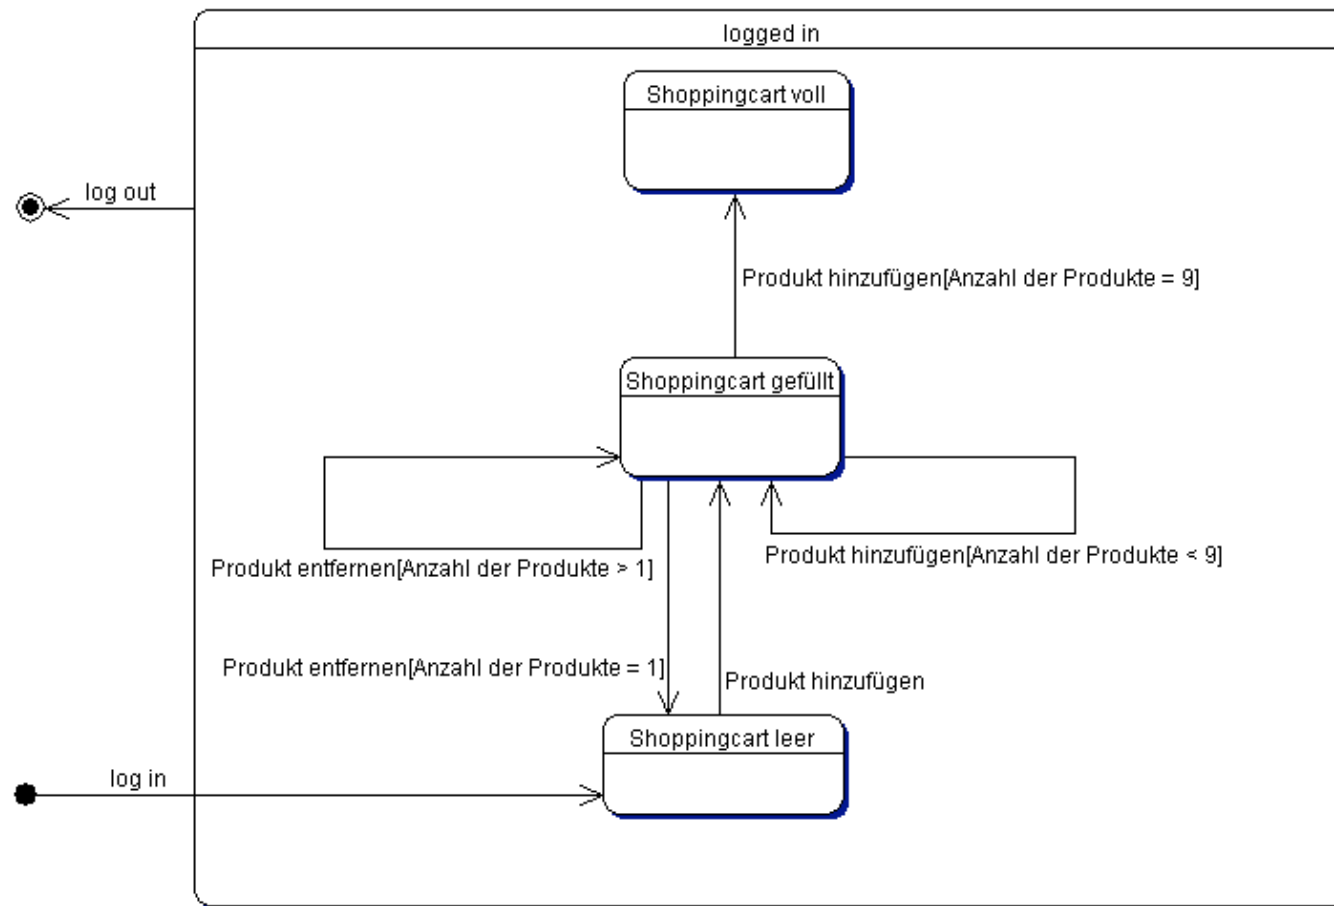 logged in
Shoppingcart voll
log out
Produkt hinzufügen[Anzahl der Produkte = 9]
Shoppingcart gefüllt
Produkt entfernen[Anzahl der Produkte > 1]
Produkt hinzufügen[Anzahl der Produkte < 9]
Produkt entfernen[Anzahl der Produkte = 1]
Produkt hinzufügen
Shoppingcart leer
log in